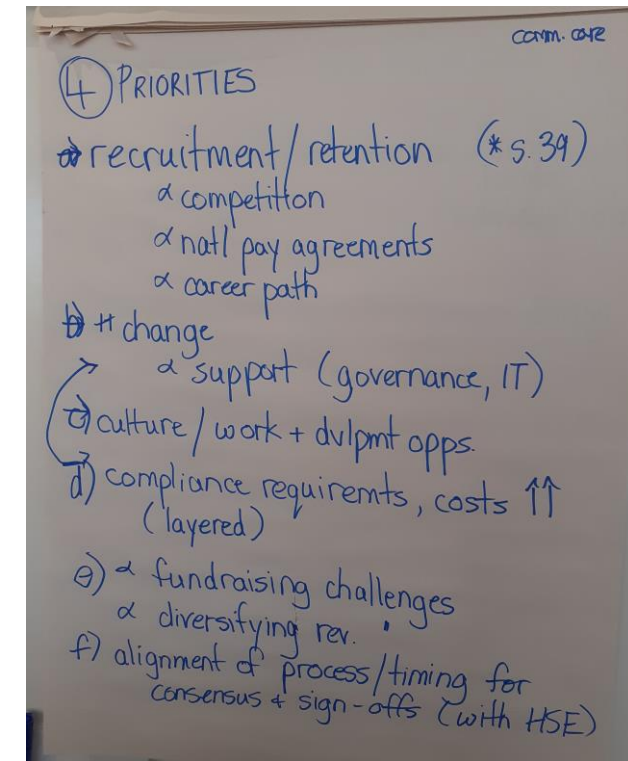 comm. care
4 PRIORITIES
a) recruitment/retention (* s.39)
α competition
α natl pay agreements
α career path
b) ++ change
α support (governance, IT)
c) culture/work + dvlpmt opps.
d) compliance requiremts, costs ↑↑
(layered)
e) α fundraising challenges
α diversifying rev.
f) alignment of process/timing for
consensus + sign-offs (with HSE)